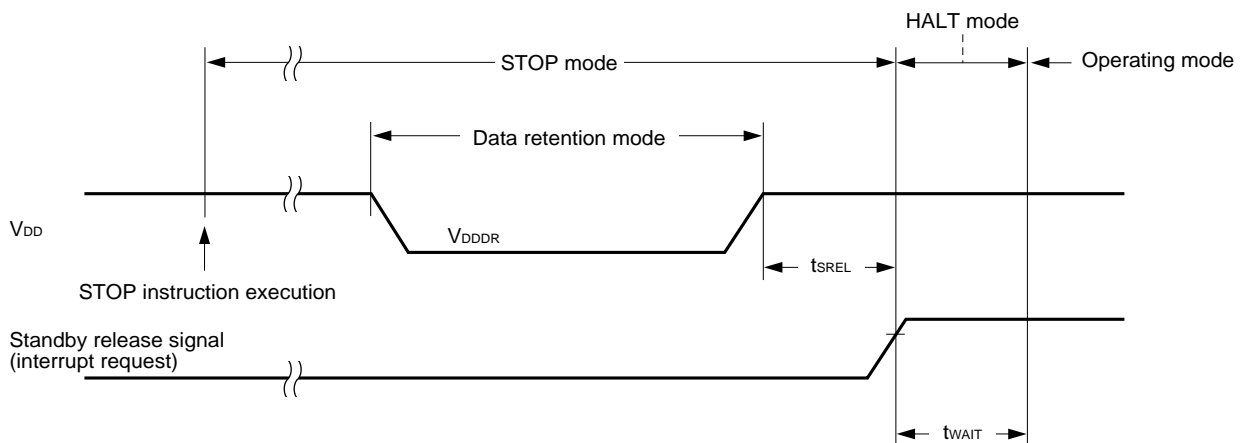 HALT mode
STOP mode
Operating mode
Data retention mode
VDD
VDDDR
tSREL
STOP instruction execution
Standby release signal
(interrupt request)
tWAIT